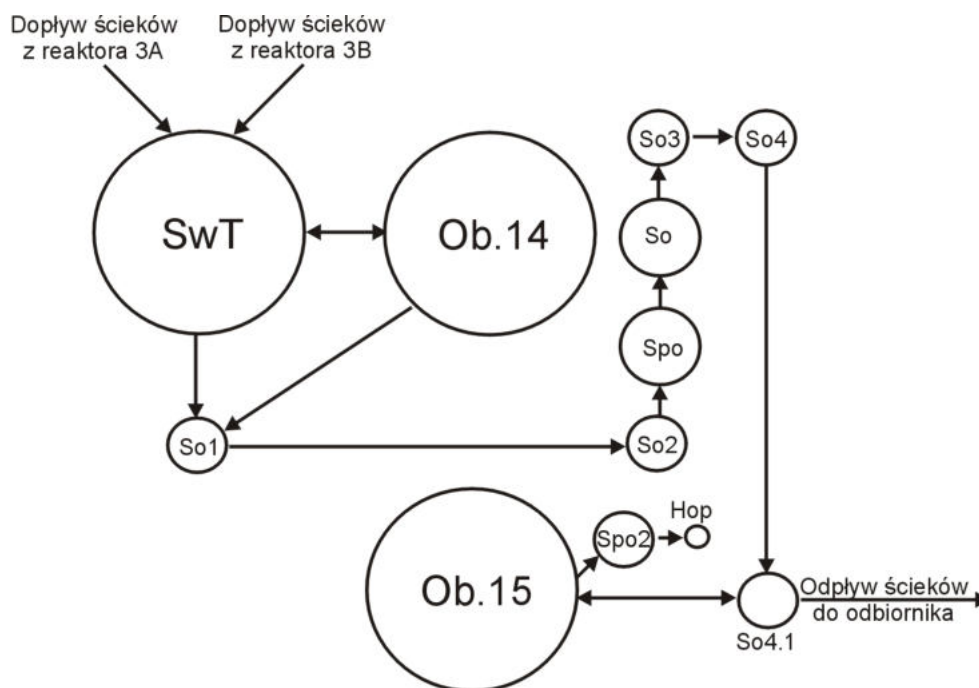 Dopływ ścieków
z reaktora 3A
Dopływ ścieków
z reaktora 3B
SwT
Ob.14
So3
So4
So
Spo
So1
So2
Ob.15
Spo2
Hop
Odpływ ścieków
do odbiornika
So4.1